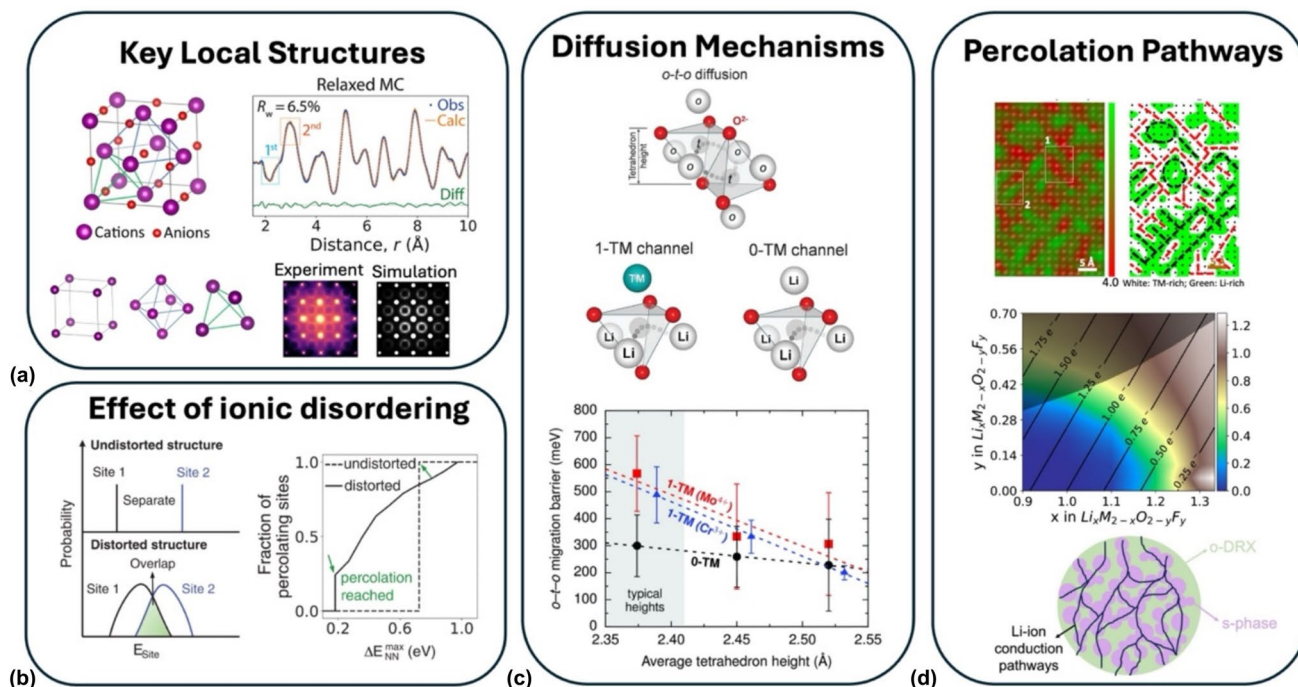 Key Local Structures
Relaxed MC
Rw = 6.5%
Obs
Calc
2nd
1st
Diff
2 4 6 8 10
Distance, r (Å)
Cations Anions
Experiment Simulation
(a)
Effect of ionic disordering
Undistorted structure
Site 1 Site 2
Separate
Probability
Distorted structure
Overlap
Site 1 Site 2
ESite
Fraction of
percolating sites
1.0
0.0
undistorted
distorted
percolation
reached
0.2 0.6 1.0
ΔE NN max (eV)
(b)
Diffusion Mechanisms
o-t-o diffusion
o
O2-
Tetrahedron
height
o
t
o
o
t
o
o
1-TM channel 0-TM channel
TM Li
Li Li Li Li
Li Li
o–t–o migration barrier (meV)
800
700
600
500
400
300
200
100
0
1-TM (Mo4+)
1-TM (Cr3+)
0-TM
typical
heights
2.35 2.40 2.45 2.50 2.55
Average tetrahedron height (Å)
(c)
Percolation Pathways
1
2
5 Å
4.0
White: TM-rich; Green: Li-rich
y in LixM2−xO2−yFy
0.70
0.56
0.42
0.28
0.14
0.00
1.75 e-
1.50 e-
1.25 e-
1.00 e-
0.75 e-
0.50 e-
0.25 e-
1.2
1.0
0.8
0.6
0.4
0.2
0.0
0.9 1.0 1.1 1.2 1.3
x in LixM2−xO2−yFy
o-DRX
s-phase
Li-ion
conduction
pathways
(d)